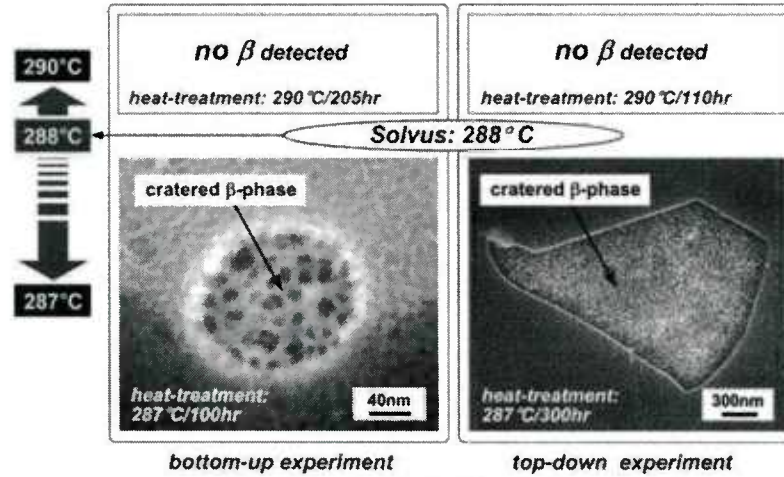 290°C
288°C
287°C
no β detected
heat-treatment: 290°C/205hr
no β detected
heat-treatment: 290°C/110hr
Solvus: 288°C
cratered β-phase
heat-treatment:
287°C/100hr
40nm
cratered β-phase
heat-treatment:
287°C/300hr
300nm
bottom-up experiment
top-down experiment